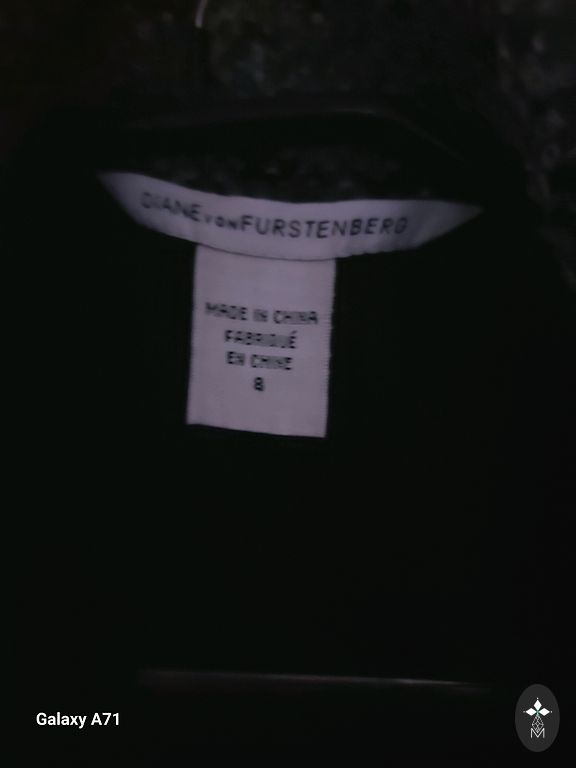 DIANE VON FURSTENBERG
MADE IN CHINA
FABRIQUÉ
EN CHINE
8
Galaxy A71
M